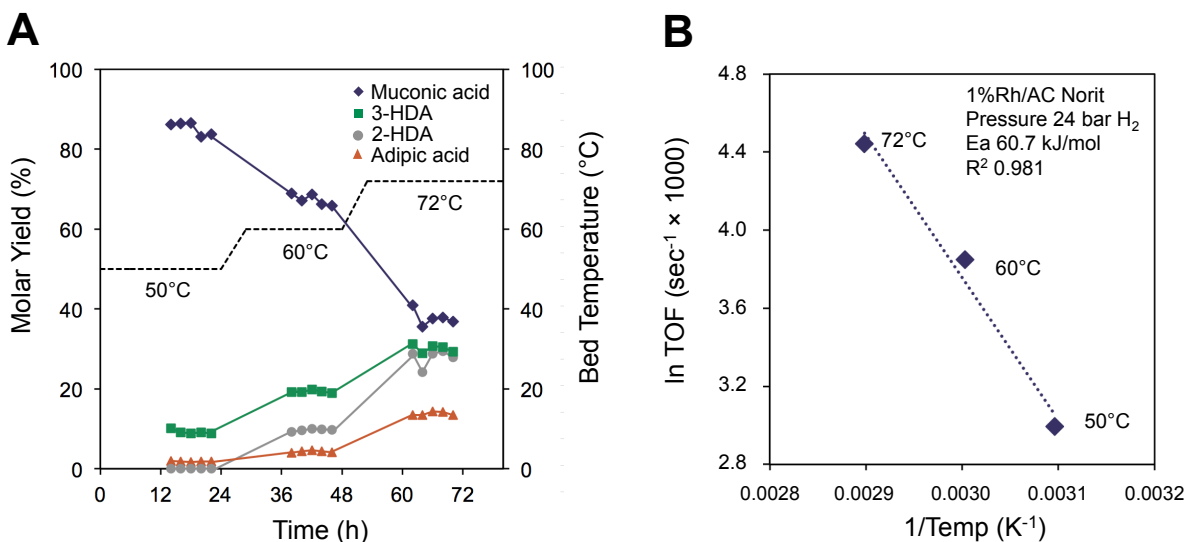 A
Molar Yield (%)
100
80
60
40
20
0
0 12 24 36 48 60 72
Time (h)
100
80
60
40
20
0
Bed Temperature (°C)
Muconic acid
3-HDA
2-HDA
Adipic acid
50°C
60°C
72°C
B
ln TOF (sec⁻¹ × 1000)
4.8
4.4
4.0
3.6
3.2
2.8
0.0028 0.0029 0.0030 0.0031 0.0032
1/Temp (K⁻¹)
1%Rh/AC Norit
Pressure 24 bar H₂
Ea 60.7 kJ/mol
R² 0.981
72°C
60°C
50°C